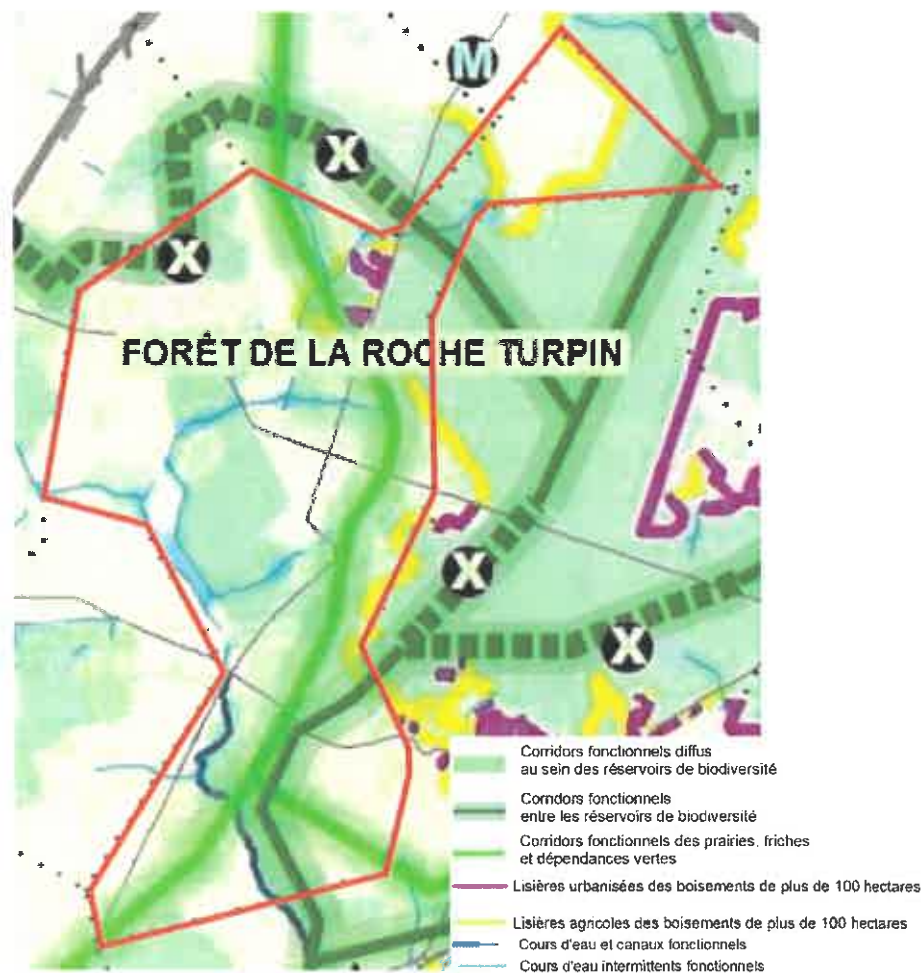 M
X
X
FORÊT DE LA ROCHE TURPIN
X
X
Corridors fonctionnels diffus
au sein des réservoirs de biodiversité
Corridors fonctionnels
entre les réservoirs de biodiversité
Corridors fonctionnels des prairies, friches
et dépendances vertes
Lisières urbanisées des boisements de plus de 100 hectares
Lisières agricoles des boisements de plus de 100 hectares
Cours d'eau et canaux fonctionnels
Cours d'eau intermittents fonctionnels